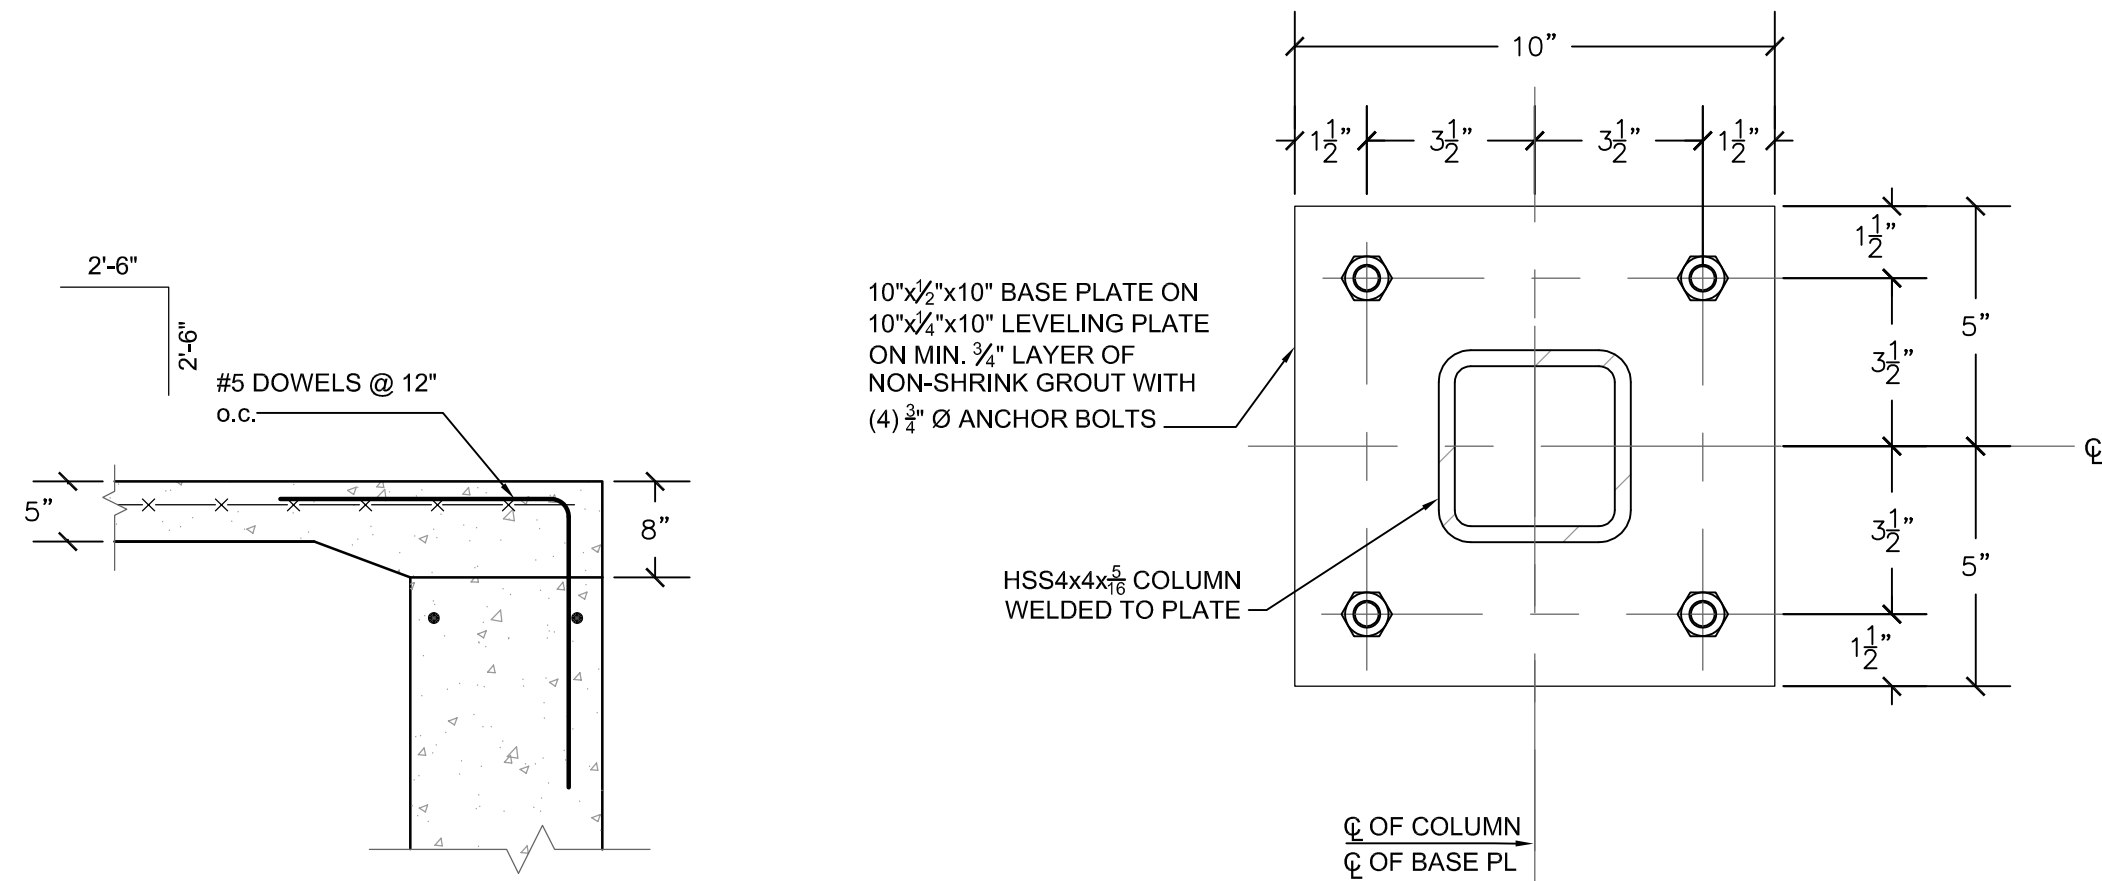 2'-6"
2'-6"
#5 DOWELS @ 12"
o.c.
5”
8”
10”
1½” 3½” 3½” 1½”
10"x½"x10" BASE PLATE ON
10"x¼"x10" LEVELING PLATE
ON MIN. ¾" LAYER OF
NON-SHRINK GROUT WITH
(4) ¾" Ø ANCHOR BOLTS
HSS4x4x5/16 COLUMN
WELDED TO PLATE
1½”
3½”
5”
℄
3½”
5”
1½”
℄ OF COLUMN
℄ OF BASE PL